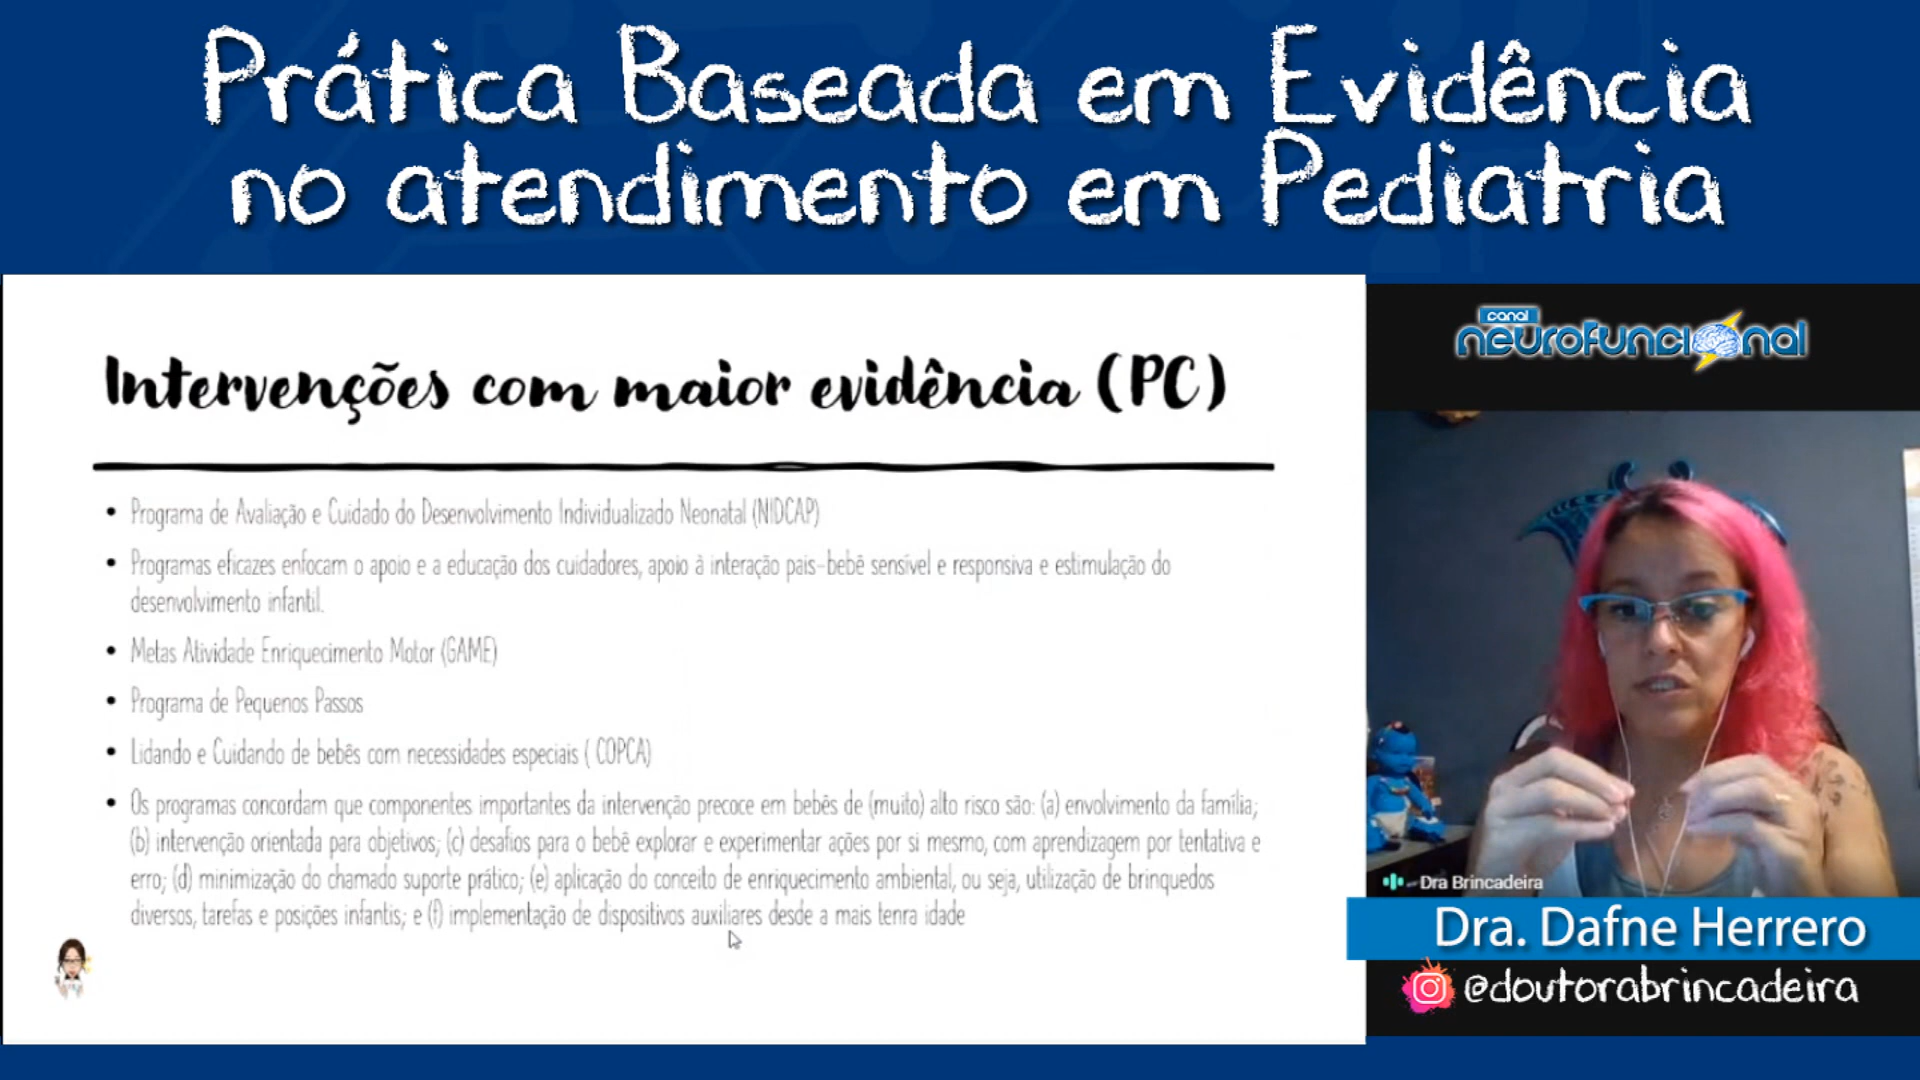 Prática Baseada em Evidência
no atendimento em Pediatria
Intervenções com maior evidência (PC)
• Programa de Avaliação e Cuidado do Desenvolvimento Individualizado Neonatal (NIDCAP)
• Programas eficazes enfocam o apoio e a educação dos cuidadores, apoio à interação pais-bebê sensível e responsiva e estimulação do
desenvolvimento infantil.
• Metas Atividade Enriquecimento Motor (GAME)
• Programa de Pequenos Passos
• Lidando e Cuidando de bebês com necessidades especiais ( COPCA)
• Os programas concordam que componentes importantes da intervenção precoce em bebês de (muito) alto risco são: (a) envolvimento da família;
(b) intervenção orientada para objetivos; (c) desafios para o bebê explorar e experimentar ações por si mesmo, com aprendizagem por tentativa e
erro; (d) minimização do chamado suporte prático; (e) aplicação do conceito de enriquecimento ambiental, ou seja, utilização de brinquedos
diversos, tarefas e posições infantis; e (f) implementação de dispositivos auxiliares desde a mais tenra idade
canal
neurofuncional
Dra Brincadeira
Dra. Dafne Herrero
@doutorabrincadeira